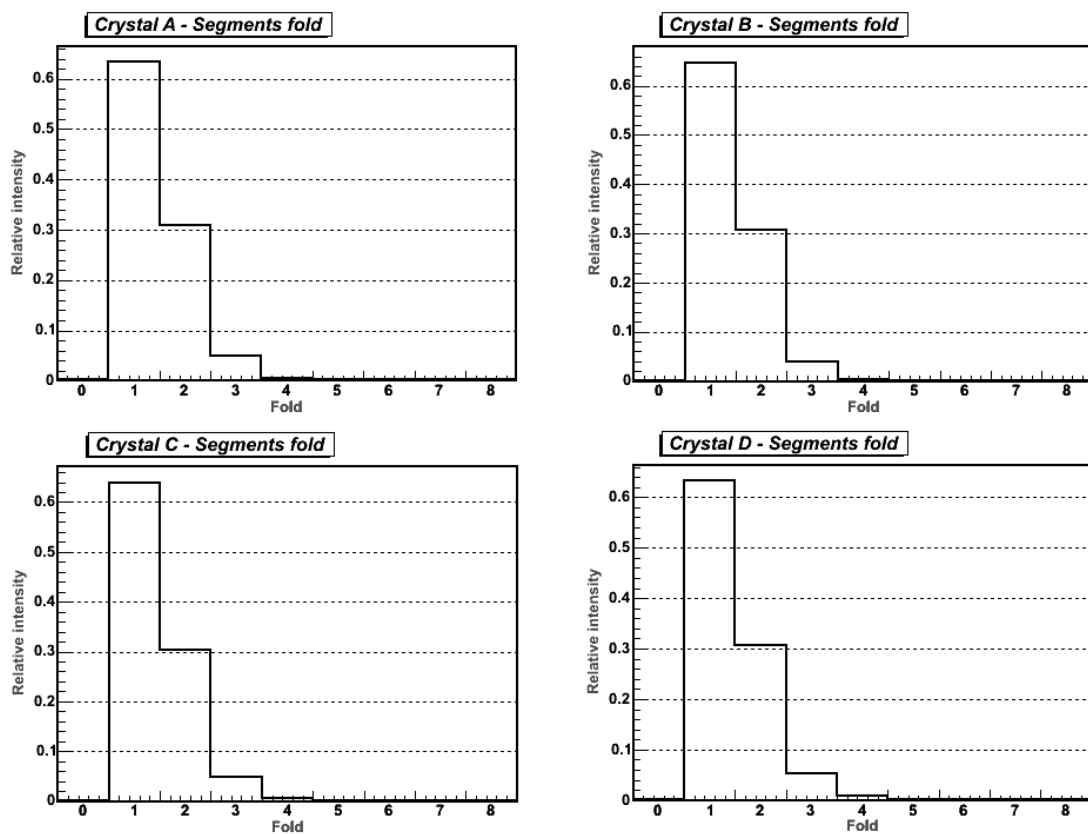 Crystal A - Segments fold
Relative intensity
0.6
0.5
0.4
0.3
0.2
0.1
0
0 1 2 3 4 5 6 7 8
Fold
Crystal B - Segments fold
Relative intensity
0.6
0.5
0.4
0.3
0.2
0.1
0
0 1 2 3 4 5 6 7 8
Fold
Crystal C - Segments fold
Relative intensity
0.6
0.5
0.4
0.3
0.2
0.1
0
0 1 2 3 4 5 6 7 8
Fold
Crystal D - Segments fold
Relative intensity
0.6
0.5
0.4
0.3
0.2
0.1
0
0 1 2 3 4 5 6 7 8
Fold